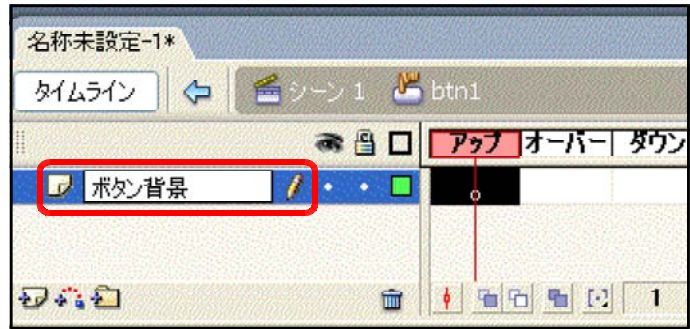 名称未設定-1*
タイムライン シーン 1 btn1
アップ オーバー ダウン
ボタン背景
1